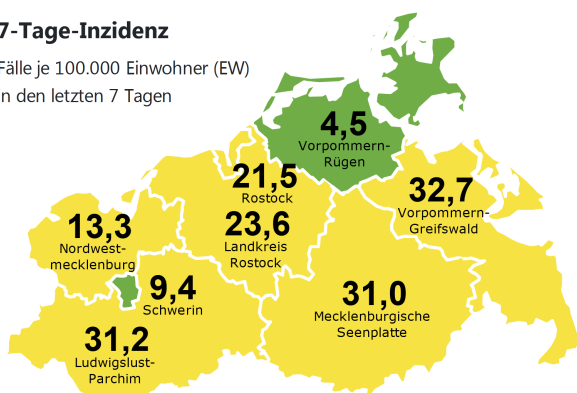 7-Tage-Inzidenz
Fälle je 100.000 Einwohner (EW)
in den letzten 7 Tagen
4,5
Vorpommern-
Rügen
21,5
Rostock
32,7
Vorpommern-
Greifswald
13,3
Nordwest-
mecklenburg
23,6
Landkreis
Rostock
9,4
Schwerin
31,0
Mecklenburgische
Seenplatte
31,2
Ludwigslust-
Parchim